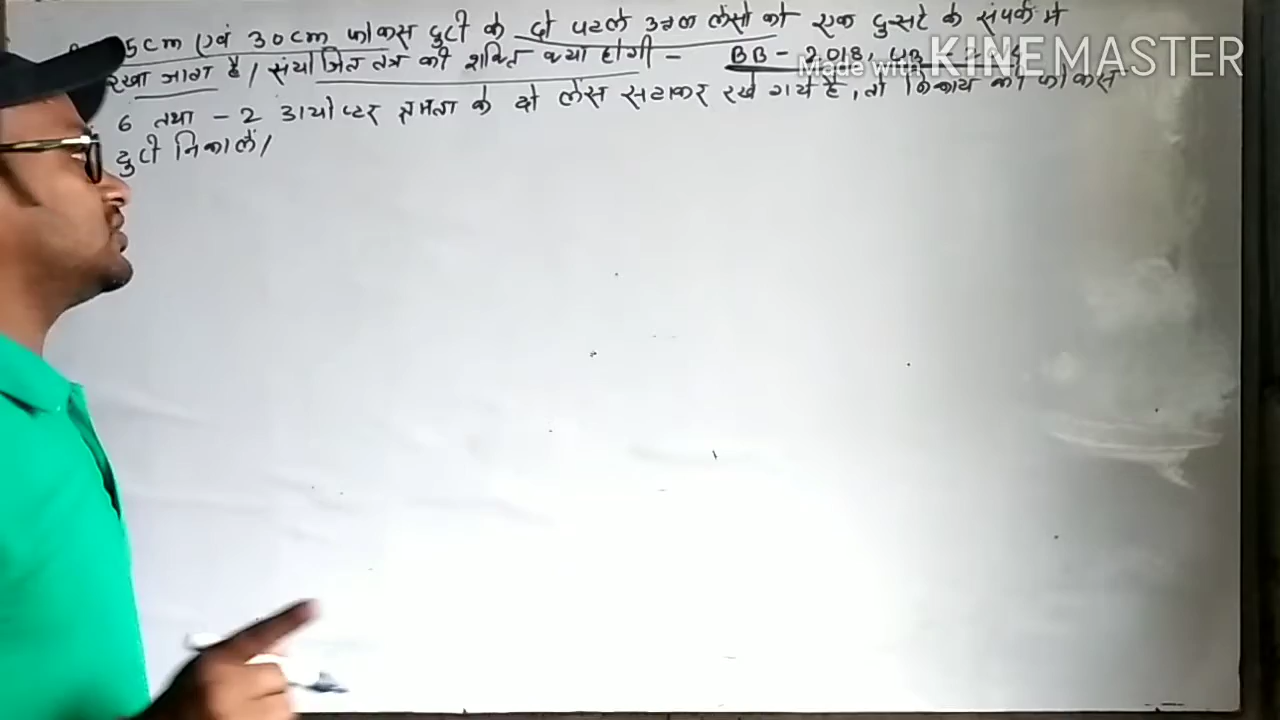 5cm एवं 30cm फोकस दुरी के दो पतले उत्तल लेंसो को एक दुसरे के संपर्क में
रखा जाता है। संयोजित तंत्र की शक्ति क्या होगी - BB - 2018, UB
Made with KINEMASTER
6 तथा - 2 डायोप्टर क्षमता के दो लेंस सटाकर रखे गये है, तो निकाय की फोकस
दुरी निकालें।